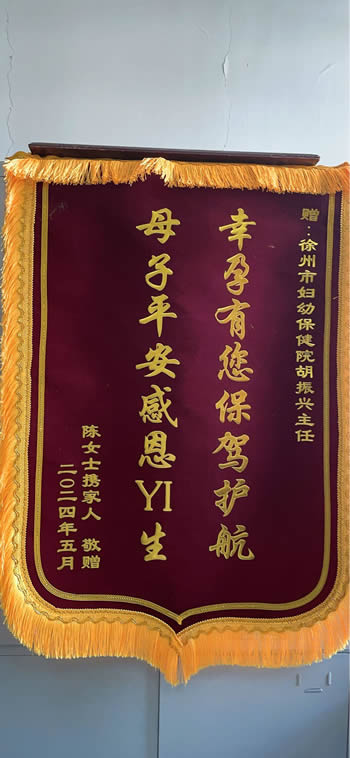 赠：徐州市妇幼保健院胡振兴主任
幸孕有您保驾护航
母子平安感恩YI生
陈女士携家人 敬赠
二〇二四年五月